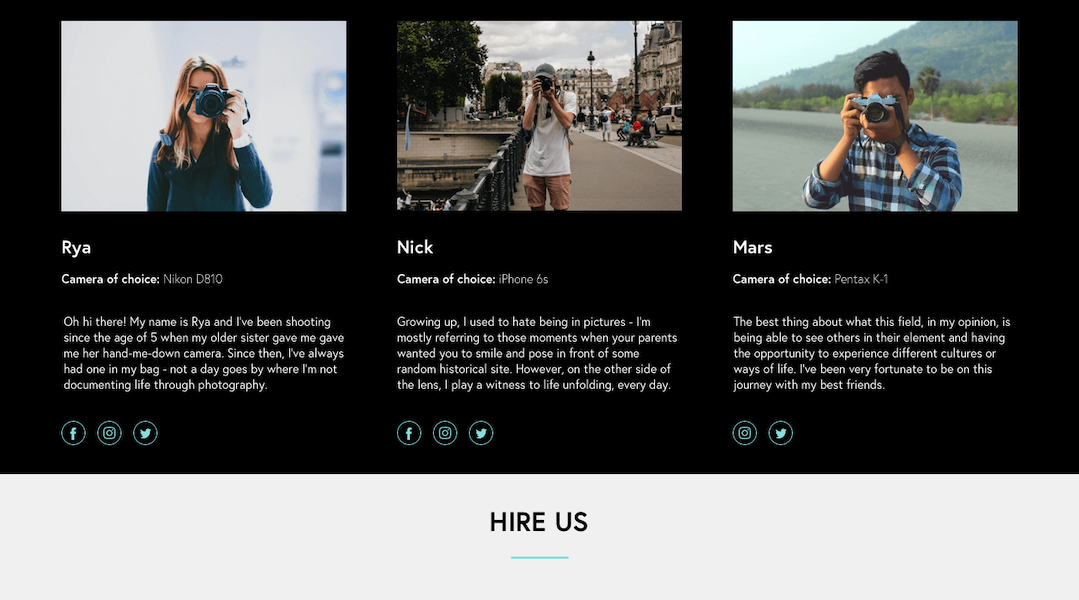 Rya
Camera of choice: Nikon D810
Oh hi there! My name is Rya and I've been shooting
since the age of 5 when my older sister gave me gave
me her hand-me-down camera. Since then, I've always
had one in my bag - not a day goes by where I'm not
documenting life through photography.
Nick
Camera of choice: iPhone 6s
Growing up, I used to hate being in pictures - I'm
mostly referring to those moments when your parents
wanted you to smile and pose in front of some
random historical site. However, on the other side of
the lens, I play a witness to life unfolding, every day.
Mars
Camera of choice: Pentax K-1
The best thing about what this field, in my opinion, is
being able to see others in their element and having
the opportunity to experience different cultures or
ways of life. I've been very fortunate to be on this
journey with my best friends.
HIRE US